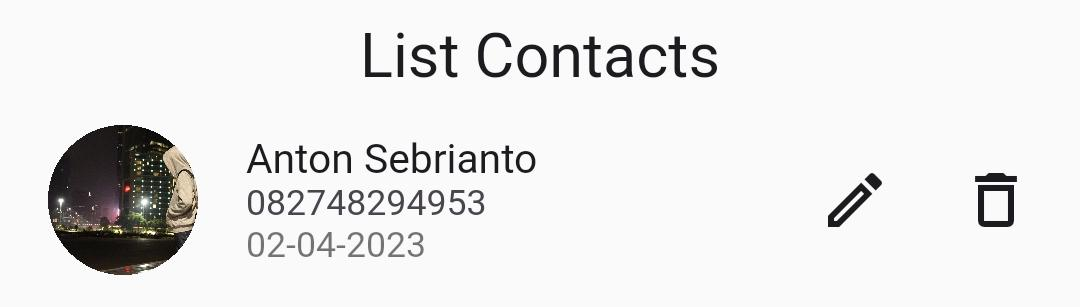 List Contacts
Anton Sebrianto
082748294953
02-04-2023